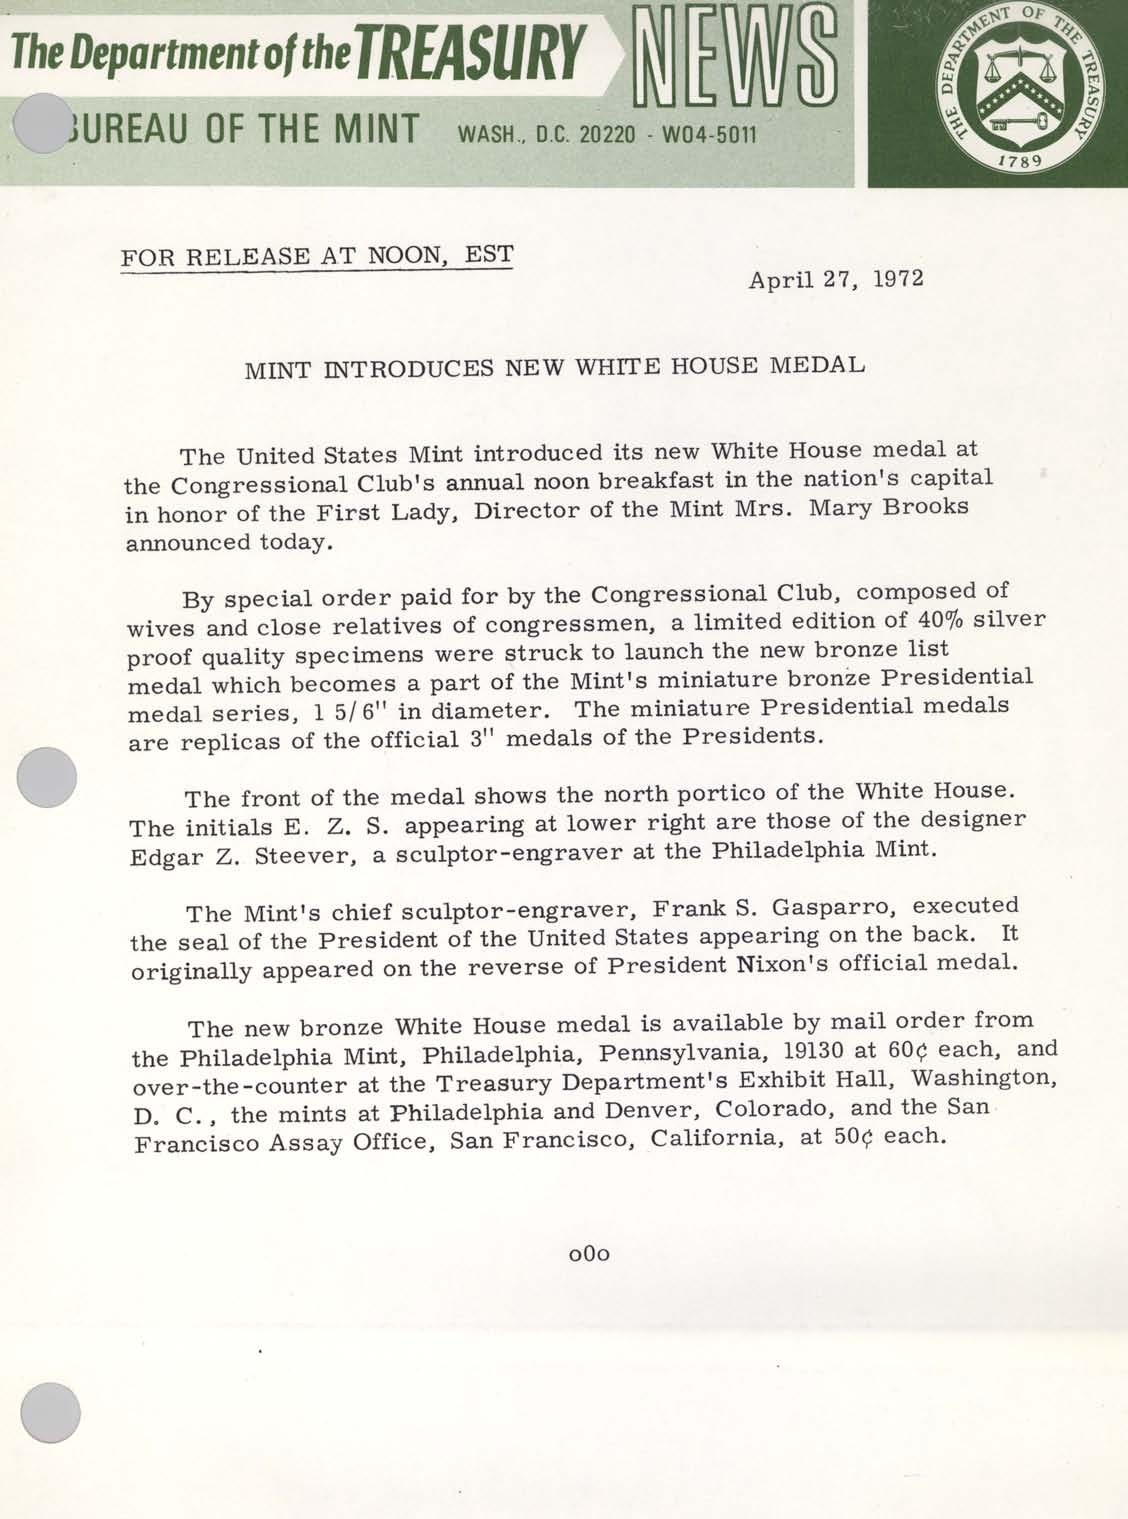 The Department of the TREASURY NEWS
BUREAU OF THE MINT WASH., D.C. 20220 - WO4-5011
THE DEPARTMENT OF THE TREASURY
1789
FOR RELEASE AT NOON, EST
April 27, 1972
MINT INTRODUCES NEW WHITE HOUSE MEDAL
The United States Mint introduced its new White House medal at
the Congressional Club's annual noon breakfast in the nation's capital
in honor of the First Lady, Director of the Mint Mrs. Mary Brooks
announced today.
By special order paid for by the Congressional Club, composed of
wives and close relatives of congressmen, a limited edition of 40% silver
proof quality specimens were struck to launch the new bronze list
medal which becomes a part of the Mint's miniature bronze Presidential
medal series, 1 5/6" in diameter. The miniature Presidential medals
are replicas of the official 3" medals of the Presidents.
The front of the medal shows the north portico of the White House.
The initials E. Z. S. appearing at lower right are those of the designer
Edgar Z. Steever, a sculptor-engraver at the Philadelphia Mint.
The Mint's chief sculptor-engraver, Frank S. Gasparro, executed
the seal of the President of the United States appearing on the back. It
originally appeared on the reverse of President Nixon's official medal.
The new bronze White House medal is available by mail order from
the Philadelphia Mint, Philadelphia, Pennsylvania, 19130 at 60¢ each, and
over-the-counter at the Treasury Department's Exhibit Hall, Washington,
D. C., the mints at Philadelphia and Denver, Colorado, and the San
Francisco Assay Office, San Francisco, California, at 50¢ each.
oOo